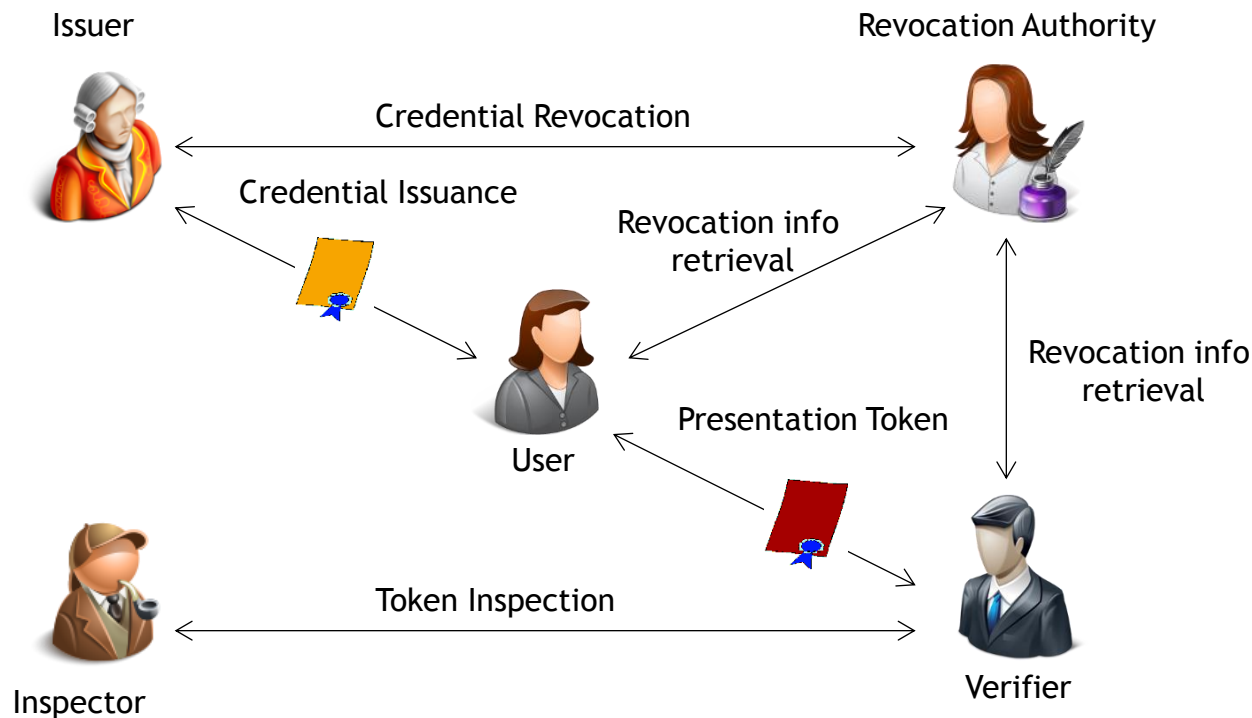 Issuer
Revocation Authority
Credential Revocation
Credential Issuance
Revocation info
retrieval
Revocation info
retrieval
Presentation Token
User
Token Inspection
Verifier
Inspector